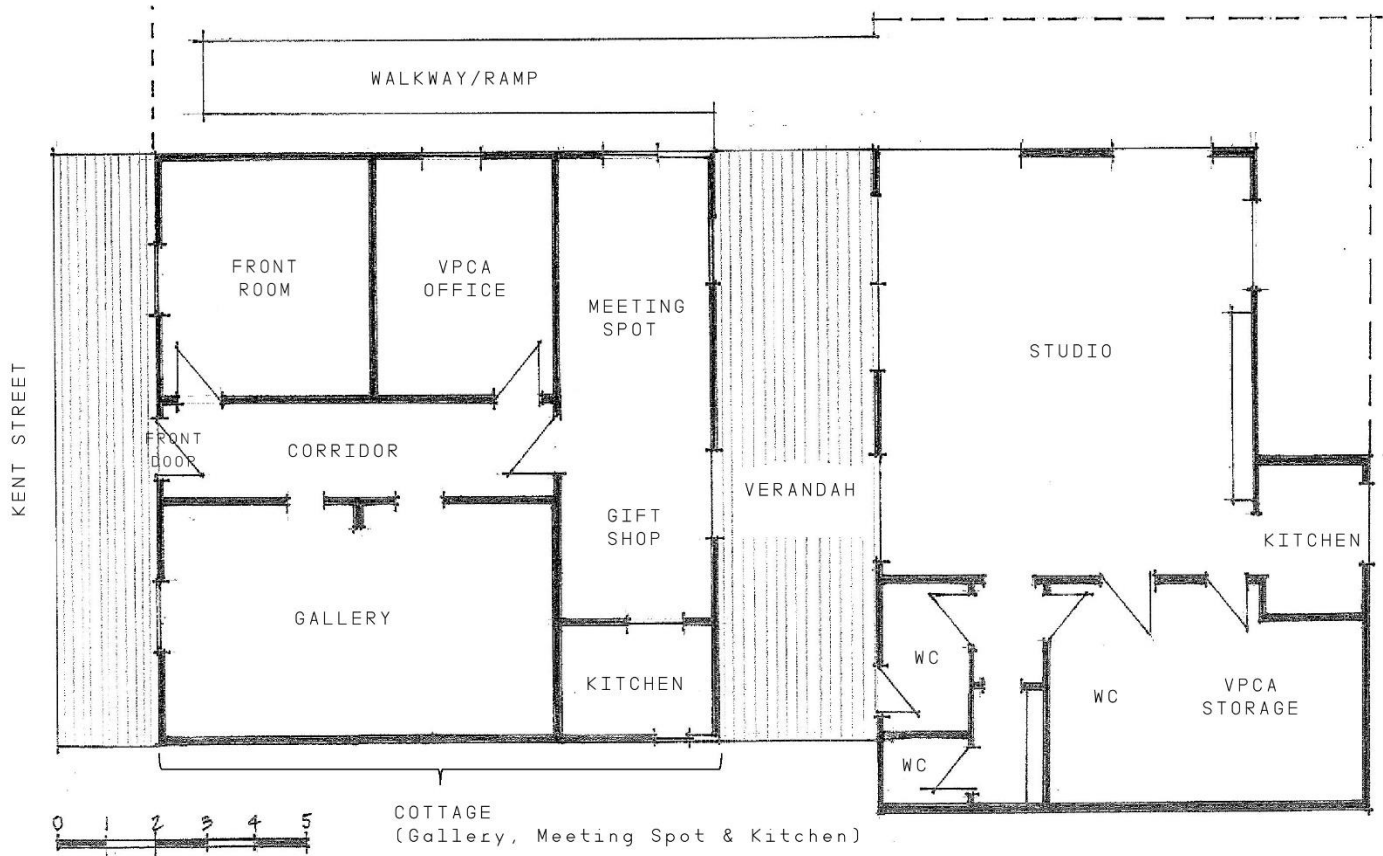 WALKWAY/RAMP
FRONT
ROOM
VPCA
OFFICE
MEETING
SPOT
STUDIO
KENT STREET
FRONT
DOOR
CORRIDOR
VERANDAH
GIFT
SHOP
KITCHEN
GALLERY
KITCHEN
WC
WC
VPCA
STORAGE
WC
COTTAGE
(Gallery, Meeting Spot & Kitchen)
0 1 2 3 4 5